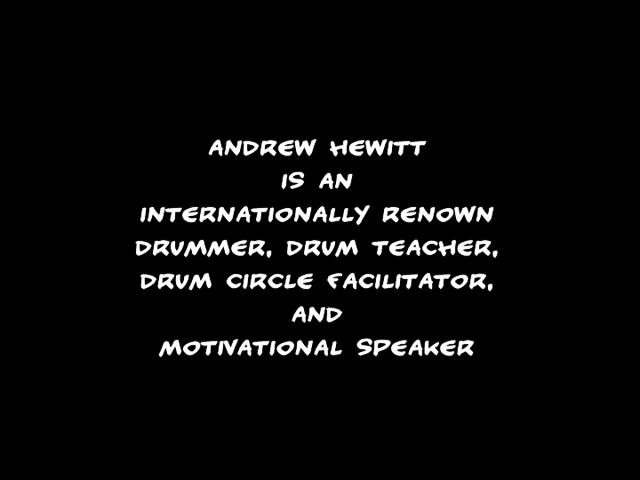 ANDREW HEWITT
IS AN
INTERNATIONALLY RENOWN
DRUMMER, DRUM TEACHER,
DRUM CIRCLE FACILITATOR,
AND
MOTIVATIONAL SPEAKER